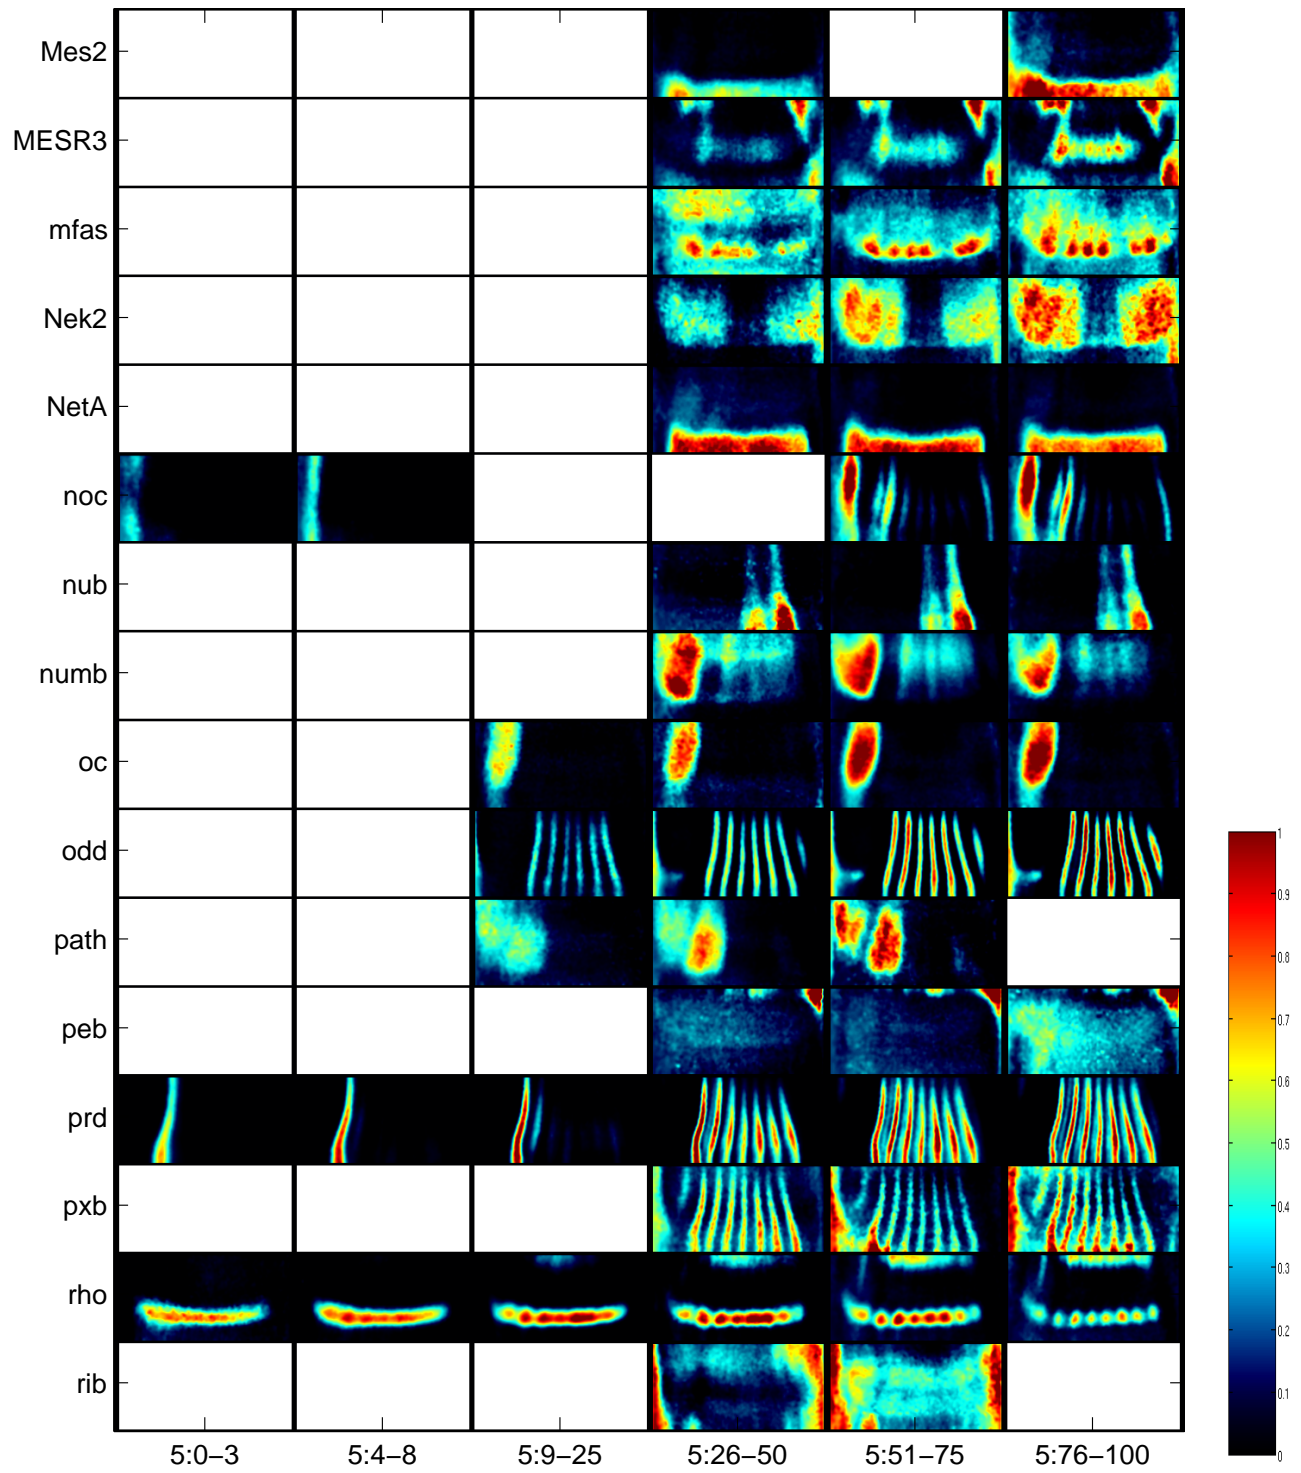 Mes2
MESR3
mfas
Nek2
NetA
noc
nub
numb
oc
odd
path
peb
prd
pxb
rho
rib
5:0–3 5:4–8 5:9–25 5:26–50 5:51–75 5:76–100
1
0.9
0.8
0.7
0.6
0.5
0.4
0.3
0.2
0.1
0